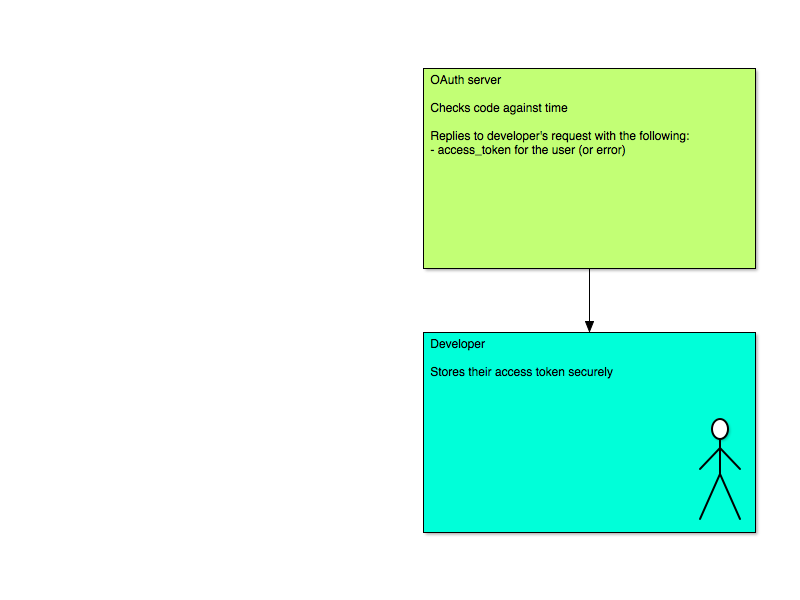 OAuth server
Checks code against time
Replies to developer's request with the following:
- access_token for the user (or error)
Developer
Stores their access token securely